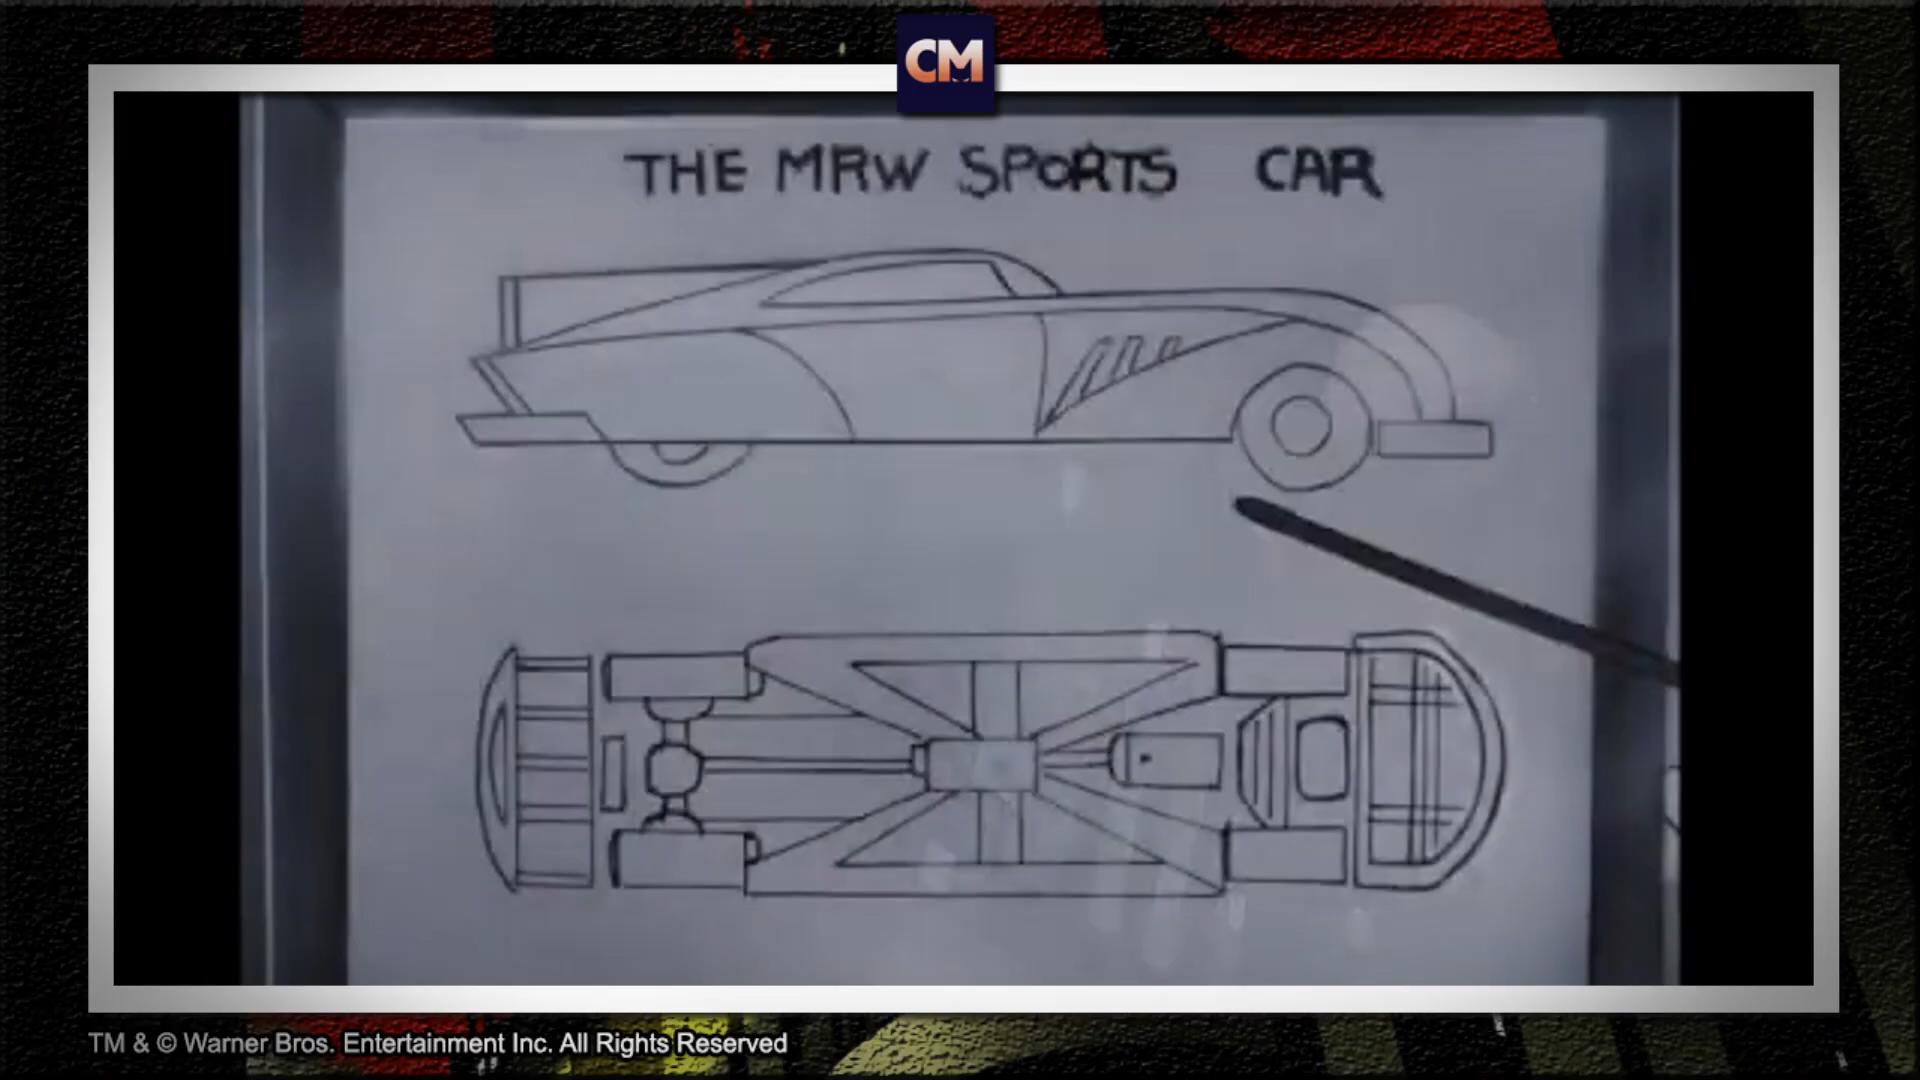 CM
THE MRW SPORTS CAR
TM & © Warner Bros. Entertainment Inc. All Rights Reserved